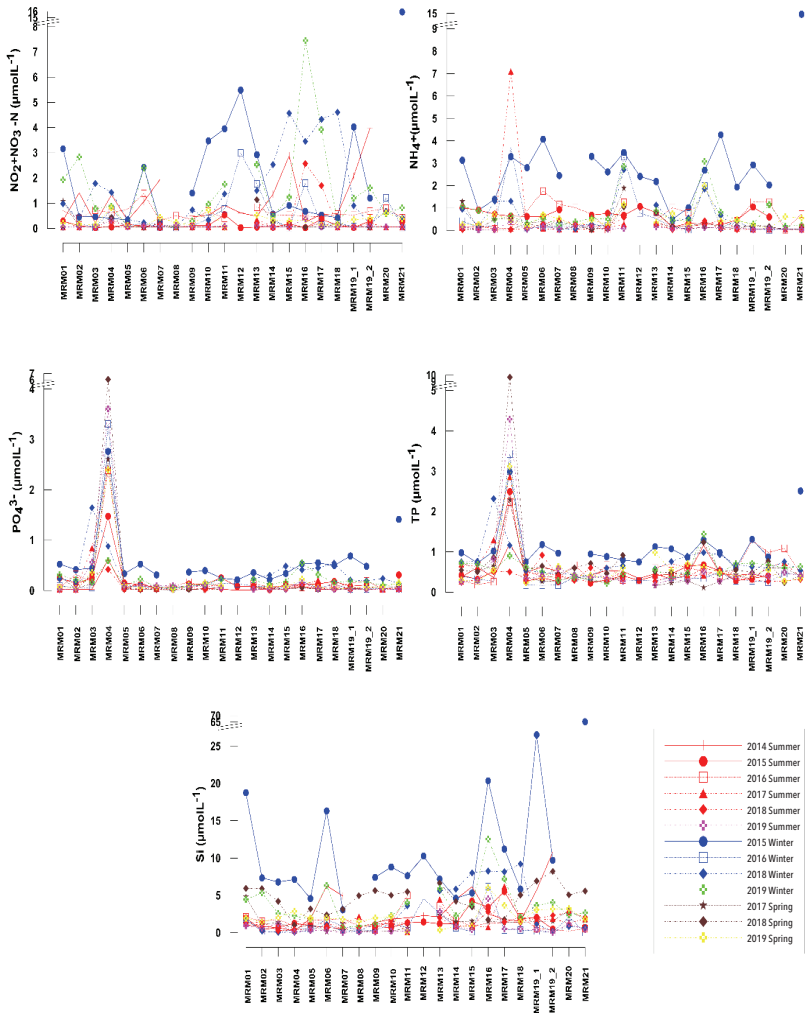 16
15
8
7
6
5
4
3
2
1
0
NO2+NO3 -N (µmolL-1)
MRM01
MRM02
MRM03
MRM04
MRM05
MRM06
MRM07
MRM08
MRM09
MRM10
MRM11
MRM12
MRM13
MRM14
MRM15
MRM16
MRM17
MRM18
MRM19_1
MRM19_2
MRM20
MRM21
15
9
8
7
6
5
4
3
2
1
0
NH4+(µmolL-1)
MRM01
MRM02
MRM03
MRM04
MRM05
MRM06
MRM07
MRM08
MRM09
MRM10
MRM11
MRM12
MRM13
MRM14
MRM15
MRM16
MRM17
MRM18
MRM19_1
MRM19_2
MRM20
MRM21
7
6
4
3
2
1
0
PO43- (µmolL-1)
MRM01
MRM02
MRM03
MRM04
MRM05
MRM06
MRM07
MRM08
MRM09
MRM10
MRM11
MRM12
MRM13
MRM14
MRM15
MRM16
MRM17
MRM18
MRM19_1
MRM19_2
MRM20
MRM21
10
9
5
4
3
2
1
0
TP (µmolL-1)
MRM01
MRM02
MRM03
MRM04
MRM05
MRM06
MRM07
MRM08
MRM09
MRM10
MRM11
MRM12
MRM13
MRM14
MRM15
MRM16
MRM17
MRM18
MRM19_1
MRM19_2
MRM20
MRM21
70
65
25
20
15
10
5
0
Si (µmolL-1)
MRM01
MRM02
MRM03
MRM04
MRM05
MRM06
MRM07
MRM08
MRM09
MRM10
MRM11
MRM12
MRM13
MRM14
MRM15
MRM16
MRM17
MRM18
MRM19_1
MRM19_2
MRM20
MRM21
2014 Summer
2015 Summer
2016 Summer
2017 Summer
2018 Summer
2019 Summer
2015 Winter
2016 Winter
2018 Winter
2019 Winter
2017 Spring
2018 Spring
2019 Spring